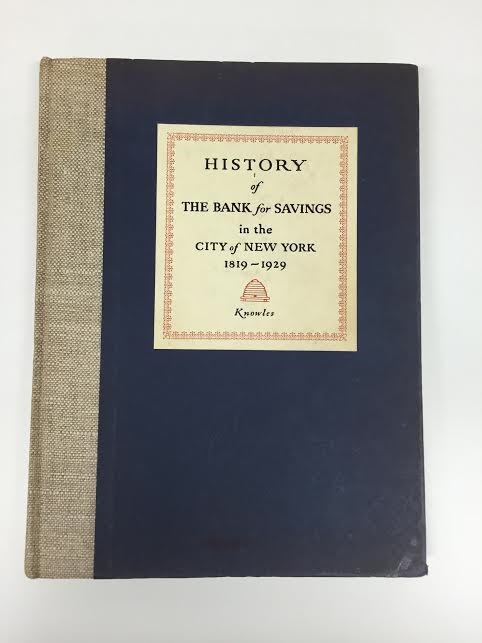 HISTORY
of
THE BANK for SAVINGS
in the
CITY of NEW YORK
1819-1929
Knowles